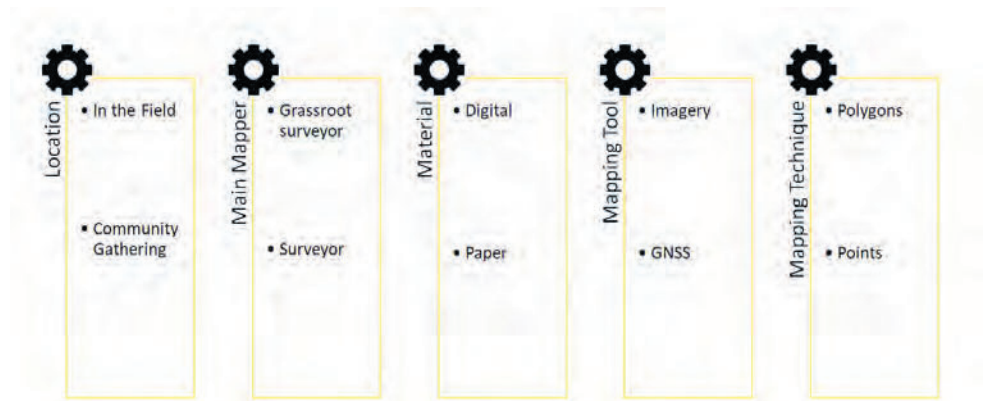 Location
▪ In the Field
▪ Community
Gathering
Main Mapper
▪ Grassroot
surveyor
▪ Surveyor
Material
▪ Digital
▪ Paper
Mapping Tool
▪ Imagery
▪ GNSS
Mapping Technique
▪ Polygons
▪ Points